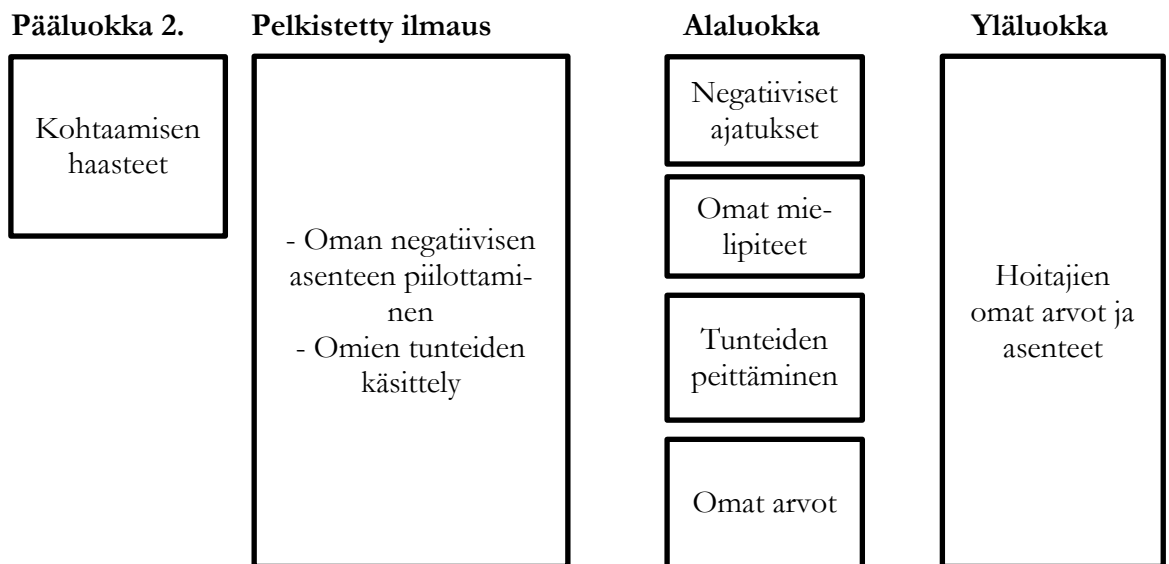 Pääluokka 2.
Pelkistetty ilmaus
Alaluokka
Yläluokka
Kohtaamisen
haasteet
- Oman negatiivisen
asenteen piilottami-
nen
- Omien tunteiden
käsittely
Negatiiviset
ajatukset
Omat mie-
lipiteet
Tunteiden
peittäminen
Omat arvot
Hoitajien
omat arvot ja
asenteet